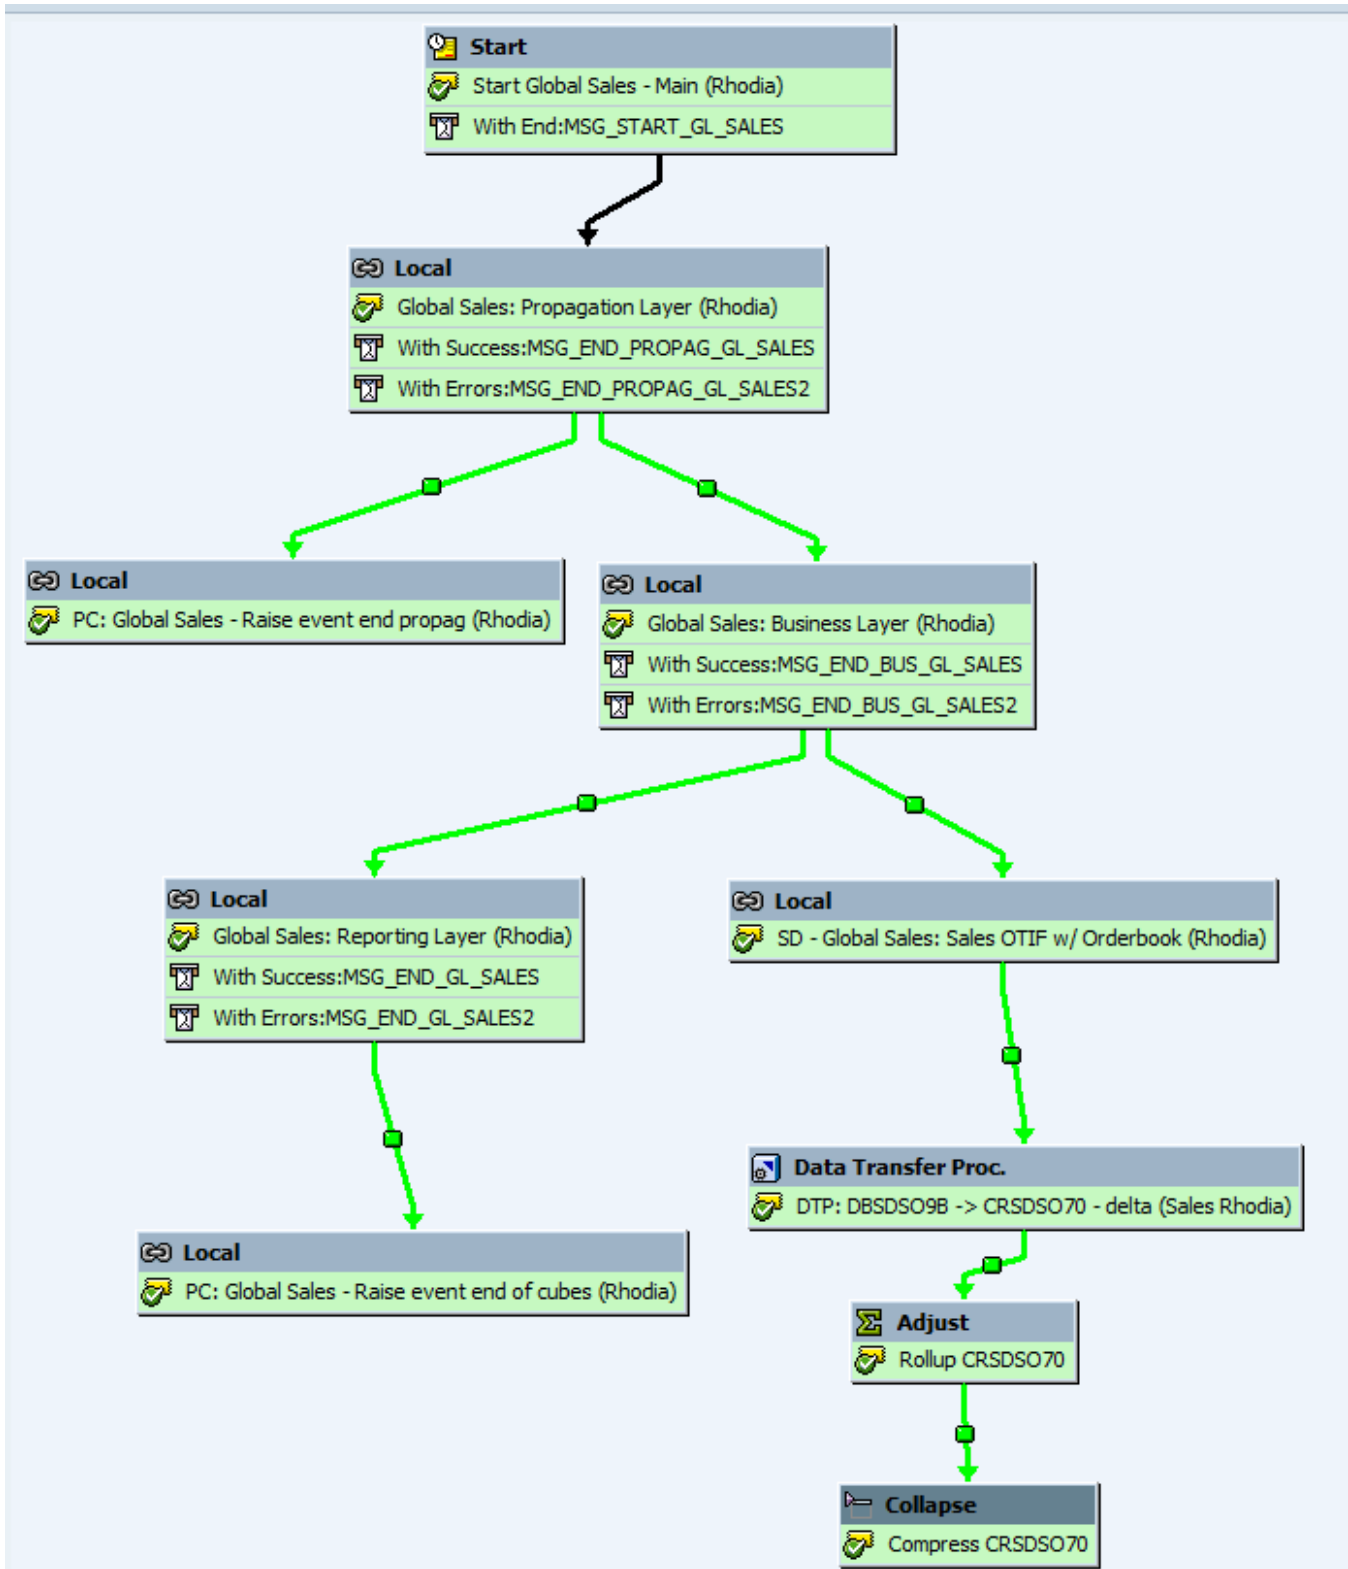 Start
Start Global Sales - Main (Rhodia)
With End:MSG_START_GL_SALES
Local
Global Sales: Propagation Layer (Rhodia)
With Success:MSG_END_PROPAG_GL_SALES
With Errors:MSG_END_PROPAG_GL_SALES2
Local
PC: Global Sales - Raise event end propag (Rhodia)
Local
Global Sales: Business Layer (Rhodia)
With Success:MSG_END_BUS_GL_SALES
With Errors:MSG_END_BUS_GL_SALES2
Local
Global Sales: Reporting Layer (Rhodia)
With Success:MSG_END_GL_SALES
With Errors:MSG_END_GL_SALES2
Local
SD - Global Sales: Sales OTIF w/ Orderbook (Rhodia)
Data Transfer Proc.
DTP: DBSDSO9B -> CRSDSO70 - delta (Sales Rhodia)
Local
PC: Global Sales - Raise event end of cubes (Rhodia)
Adjust
Rollup CRSDSO70
Collapse
Compress CRSDSO70